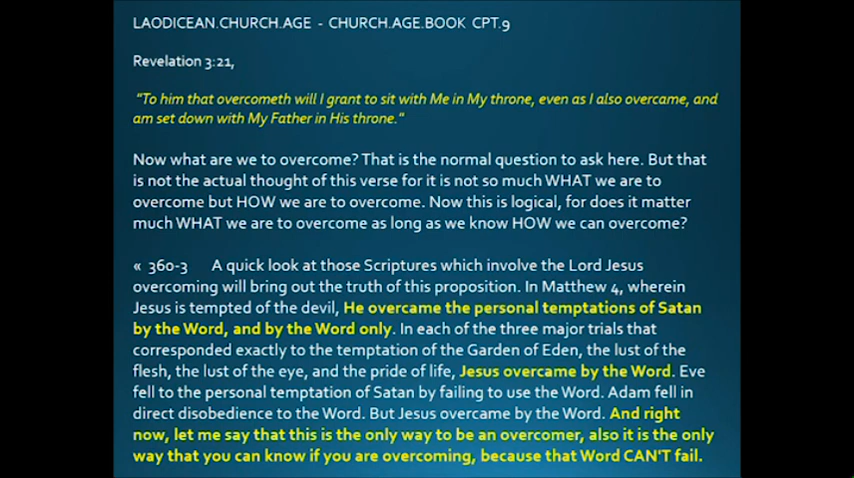 LAODICEAN.CHURCH.AGE - CHURCH.AGE.BOOK CPT.9
Revelation 3:21,
"To him that overcometh will I grant to sit with Me in My throne, even as I also overcame, and
am set down with My Father in His throne."
Now what are we to overcome? That is the normal question to ask here. But that
is not the actual thought of this verse for it is not so much WHAT we are to
overcome but HOW we are to overcome. Now this is logical, for does it matter
much WHAT we are to overcome as long as we know HOW we can overcome?
« 360-3 A quick look at those Scriptures which involve the Lord Jesus
overcoming will bring out the truth of this proposition. In Matthew 4, wherein
Jesus is tempted of the devil, He overcame the personal temptations of Satan
by the Word, and by the Word only. In each of the three major trials that
corresponded exactly to the temptation of the Garden of Eden, the lust of the
flesh, the lust of the eye, and the pride of life, Jesus overcame by the Word. Eve
fell to the personal temptation of Satan by failing to use the Word. Adam fell in
direct disobedience to the Word. But Jesus overcame by the Word. And right
now, let me say that this is the only way to be an overcomer, also it is the only
way that you can know if you are overcoming, because that Word CAN'T fail.